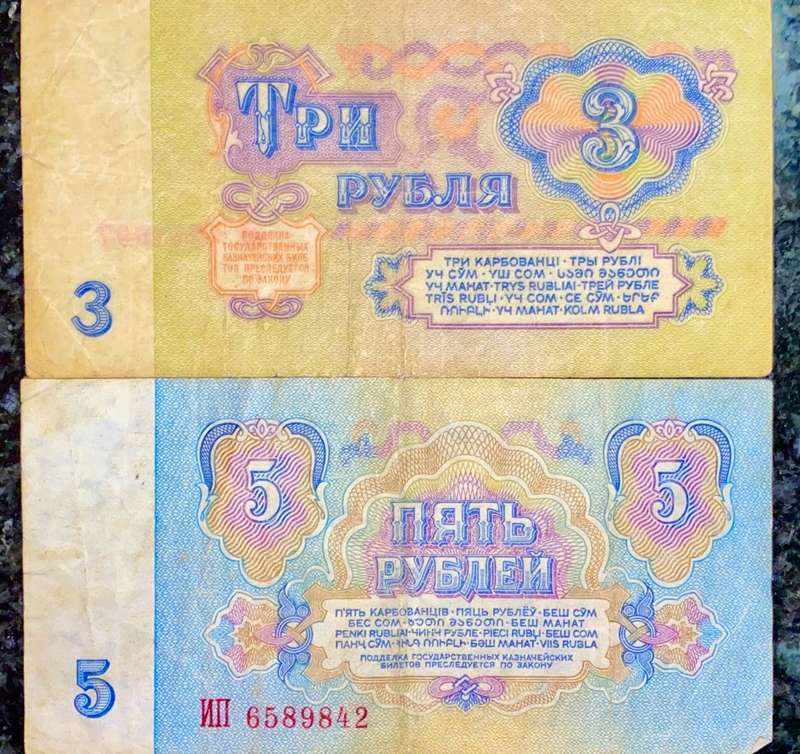 ТРИ
РУБЛЯ
3
ПОДДЕЛКА
ГОСУДАРСТВЕННЫХ
КАЗНАЧЕЙСКИХ БИЛЕ
ТОВ ПРЕСЛЕДУЕТСЯ
ПО ЗАКОНУ
ТРИ КАРБОВАНЦІ · ТРЫ РУБЛІ
УЧ СЎМ · ҮШ СОМ · ᲡᲐᲛᲘ ᲛᲐᲜᲔᲗᲘ
ҮЧ МАНАТ · TRYS RUBLIAI · ТРЕЙ РУБЛЕ
TRĪS RUBĻI · ҮЧ СОМ · СЕ СӮМ · ԵՐԵՔ
ՌՈՒԲԼԻ · ҮЧ МАНАТ · KOLM RUBLA
3
5
5
ПЯТЬ
РУБЛЕЙ
П'ЯТЬ КАРБОВАНЦІВ · ПЯЦЬ РУБЛЁЎ · БЕШ СЎМ
БЕС СОМ · ᲮᲣᲗᲘ ᲛᲐᲜᲔᲗᲘ · БЕШ МАНАТ
PENKI RUBLIAI · ЧИНЧ РУБЛЕ · PIECI RUBĻI · БЕШ СОМ
ПАНҶ СӮМ · ՀԻՆԳ ՌՈՒԲԼԻ · БӘШ МАНАТ · VIIS RUBLA
ПОДДЕЛКА ГОСУДАРСТВЕННЫХ КАЗНАЧЕЙСКИХ
БИЛЕТОВ ПРЕСЛЕДУЕТСЯ ПО ЗАКОНУ
5
ИП 6589842